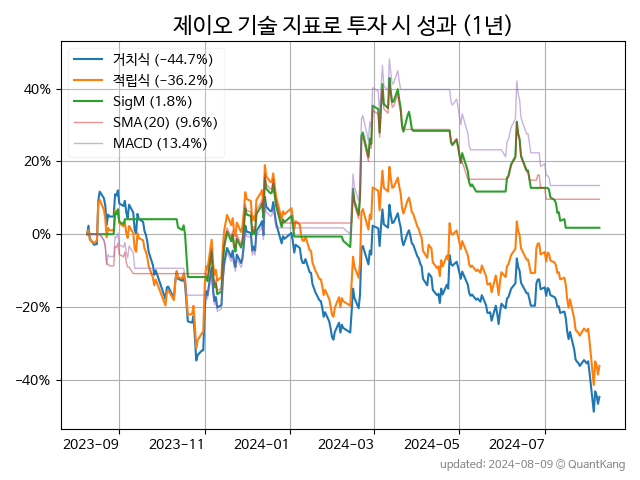 제이오 기술 지표로 투자 시 성과 (1년)
거치식 (-44.7%)
적립식 (-36.2%)
SigM (1.8%)
SMA(20) (9.6%)
MACD (13.4%)
40%
20%
0%
-20%
-40%
2023-09 2023-11 2024-01 2024-03 2024-05 2024-07
updated: 2024-08-09 @ QuantKang